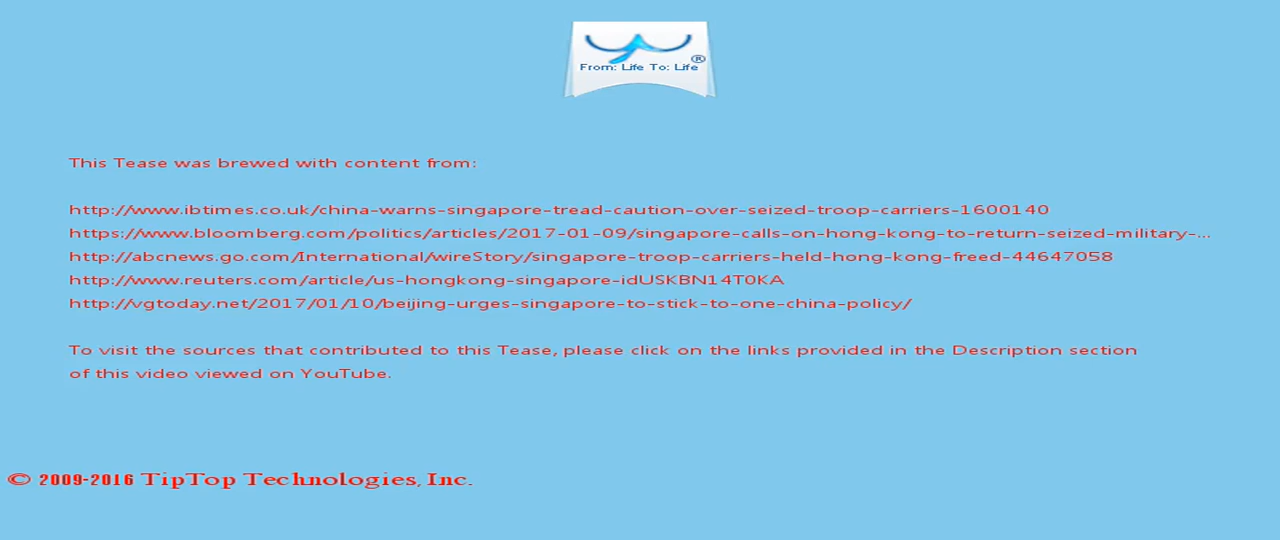 From: Life To: Life ®
This Tease was brewed with content from:
http://www.ibtimes.co.uk/china-warns-singapore-tread-caution-over-seized-troop-carriers-1600140
https://www.bloomberg.com/politics/articles/2017-01-09/singapore-calls-on-hong-kong-to-return-seized-military-...
http://abcnews.go.com/International/wireStory/singapore-troop-carriers-held-hong-kong-freed-44647058
http://www.reuters.com/article/us-hongkong-singapore-idUSKBN14T0KA
http://vgtoday.net/2017/01/10/beijing-urges-singapore-to-stick-to-one-china-policy/
To visit the sources that contributed to this Tease, please click on the links provided in the Description section
of this video viewed on YouTube.
© 2009-2016 TipTop Technologies, Inc.